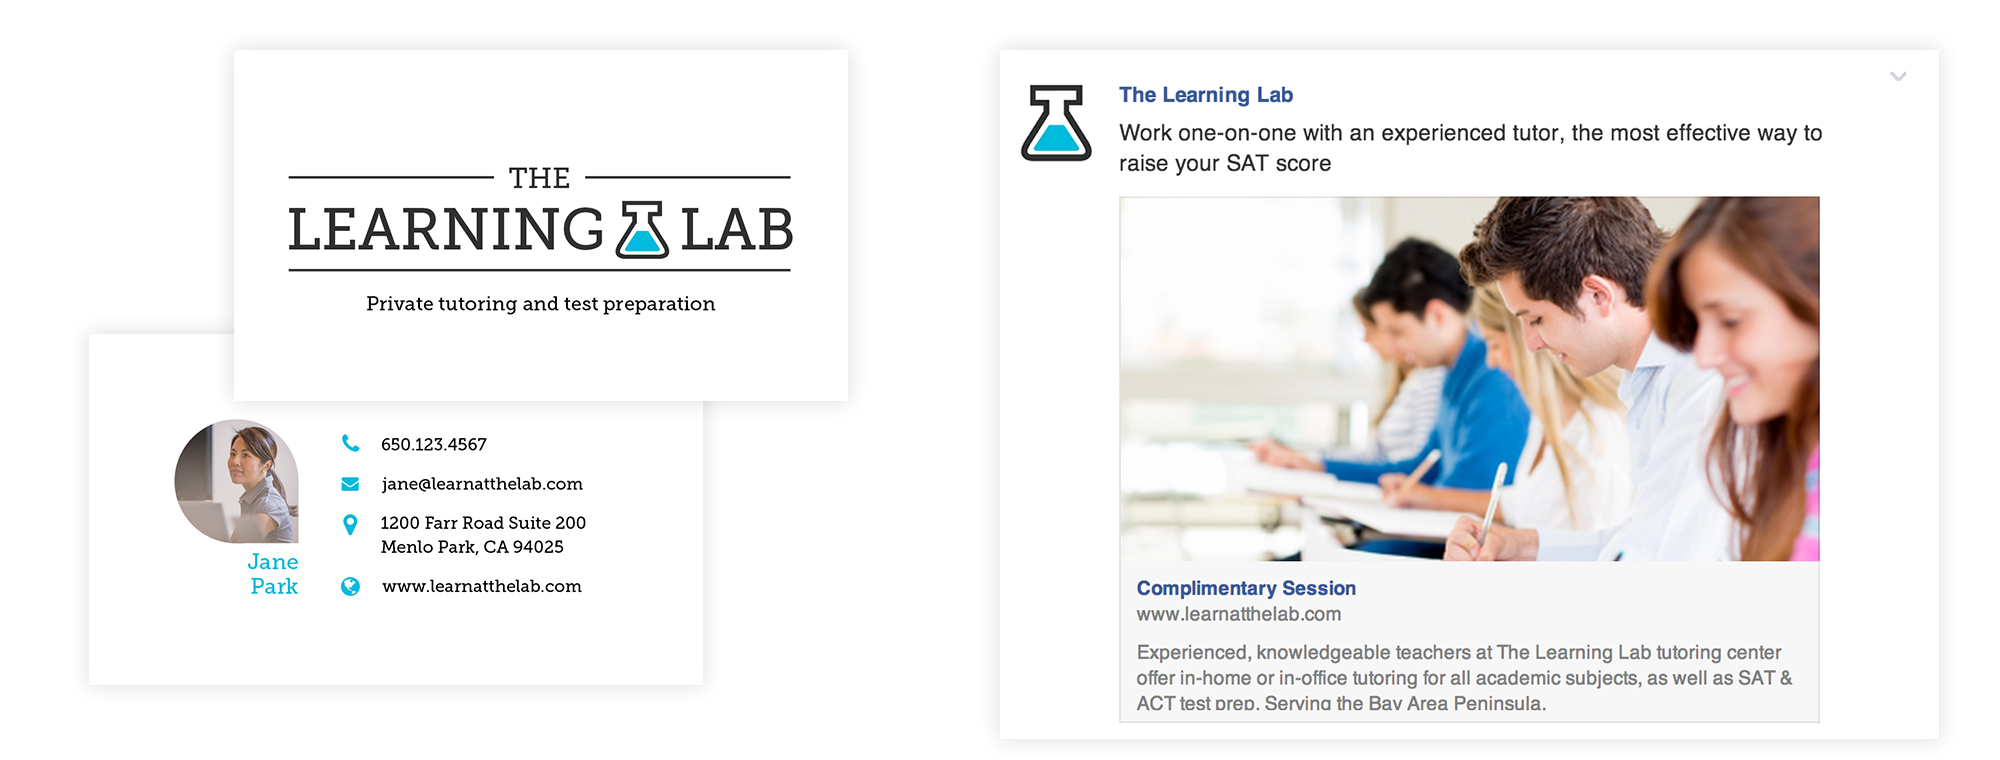 THE
LEARNING LAB
Private tutoring and test preparation
650.123.4567
jane@learnatthelab.com
1200 Farr Road Suite 200
Menlo Park, CA 94025
www.learnatthelab.com
Jane
Park
The Learning Lab
Work one-on-one with an experienced tutor, the most effective way to
raise your SAT score
Complimentary Session
www.learnatthelab.com
Experienced, knowledgeable teachers at The Learning Lab tutoring center
offer in-home or in-office tutoring for all academic subjects, as well as SAT &
ACT test prep. Serving the Bay Area Peninsula.